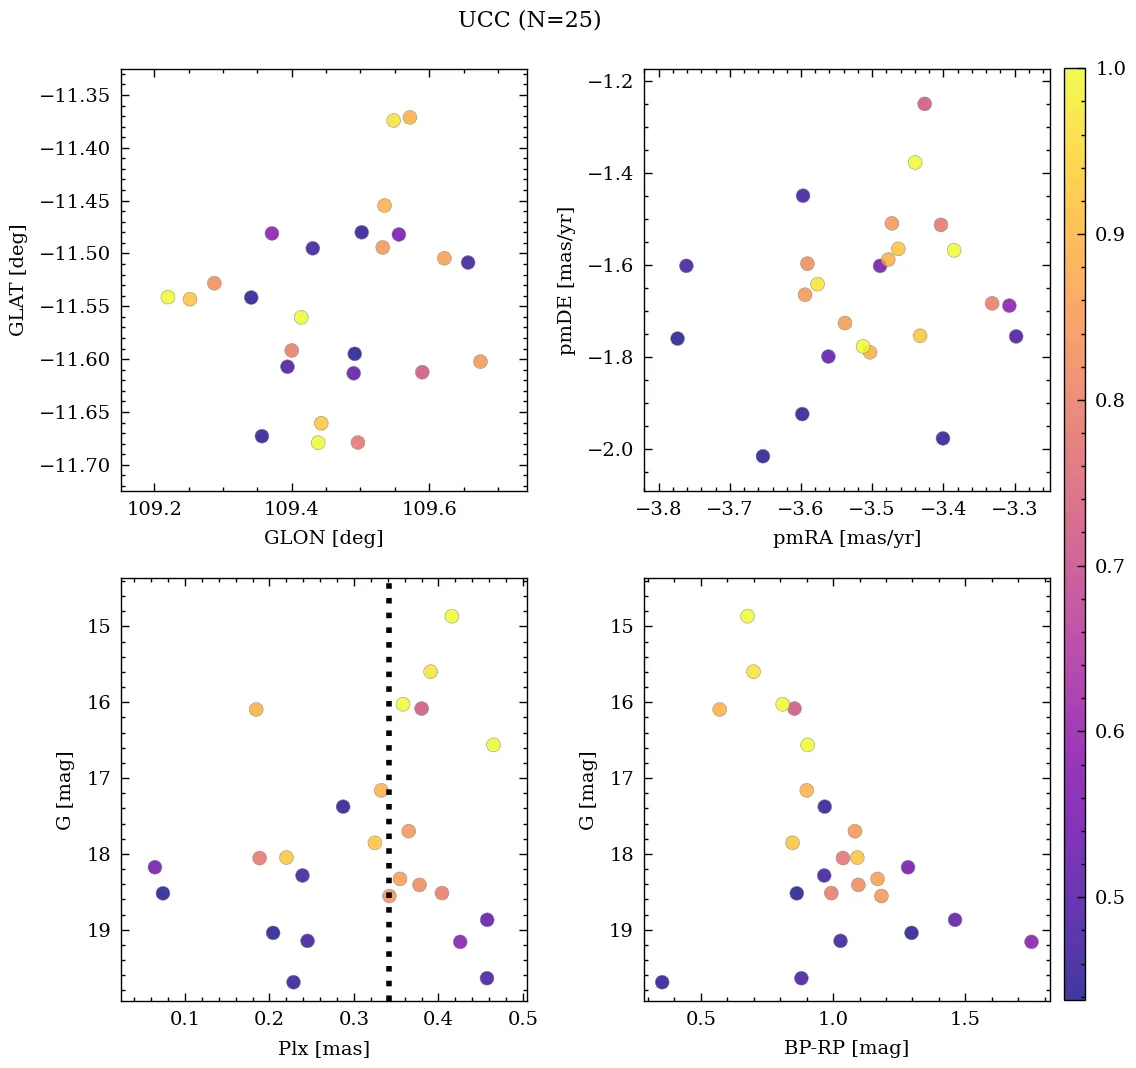 UCC (N=25)
−11.35
−11.40
−11.45
−11.50
−11.55
−11.60
−11.65
−11.70
GLAT [deg]
109.2 109.4 109.6
GLON [deg]
−1.2
−1.4
−1.6
−1.8
−2.0
pmDE [mas/yr]
−3.8 −3.7 −3.6 −3.5 −3.4 −3.3
pmRA [mas/yr]
15
16
17
18
19
G [mag]
0.1 0.2 0.3 0.4 0.5
Plx [mas]
15
16
17
18
19
G [mag]
0.5 1.0 1.5
BP-RP [mag]
1.0
0.9
0.8
0.7
0.6
0.5